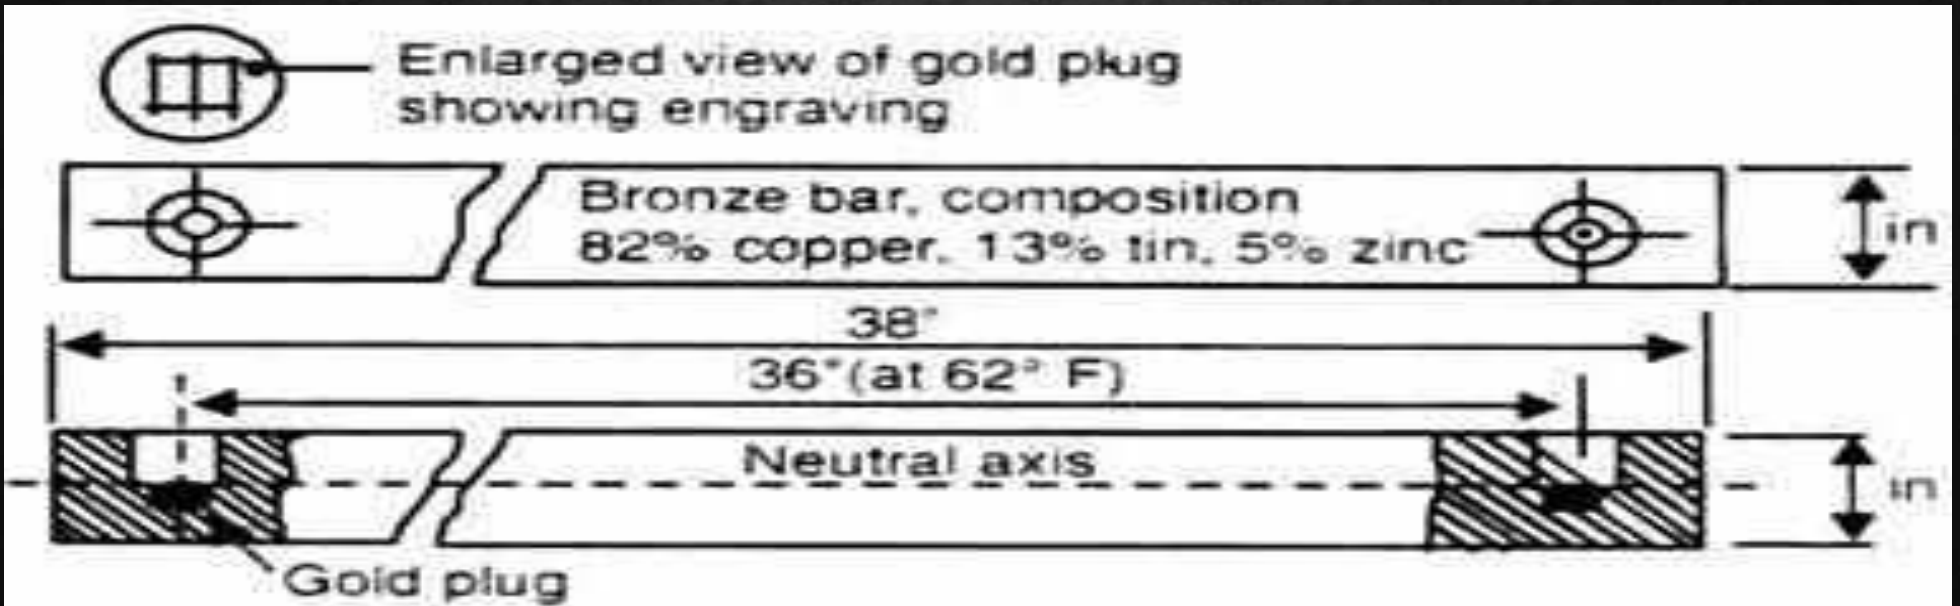 Enlarged view of gold plug
showing engraving
Bronze bar, composition
82% copper, 13% tin, 5% zinc
in
38"
36"(at 62° F)
Neutral axis
in
Gold plug